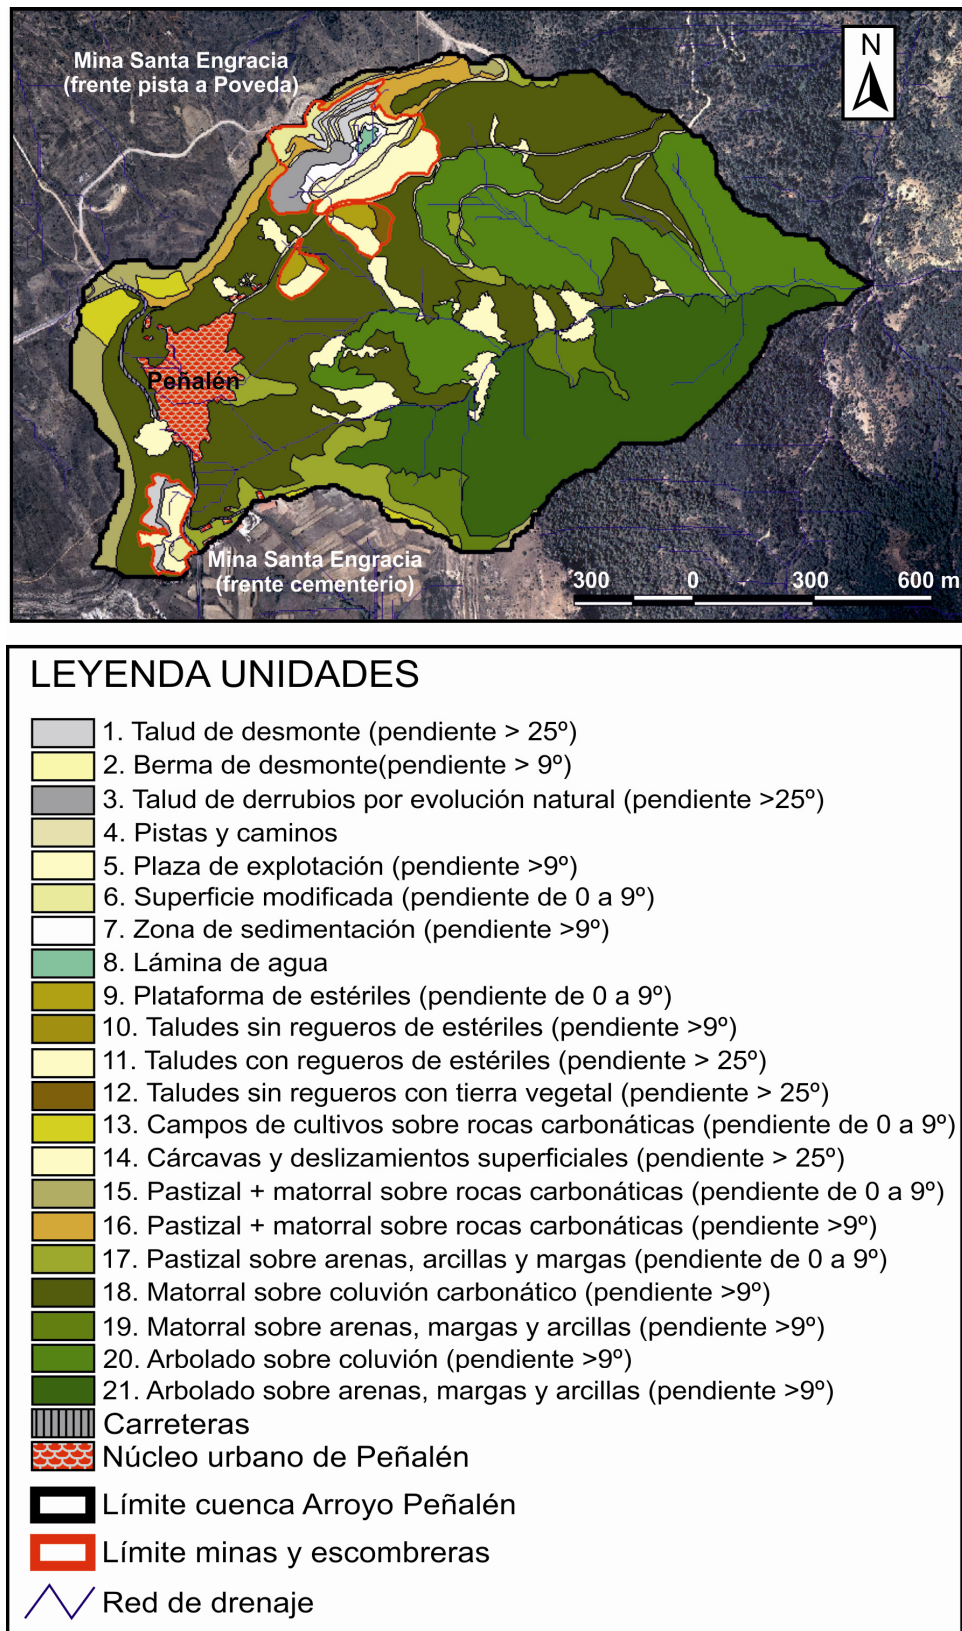 Mina Santa Engracia
(frente pista a Poveda)
N
Peñalén
Mina Santa Engracia
(frente cementerio)
300 0 300 600 m
LEYENDA UNIDADES
1. Talud de desmonte (pendiente > 25º)
2. Berma de desmonte(pendiente > 9º)
3. Talud de derrubios por evolución natural (pendiente >25º)
4. Pistas y caminos
5. Plaza de explotación (pendiente >9º)
6. Superficie modificada (pendiente de 0 a 9º)
7. Zona de sedimentación (pendiente >9º)
8. Lámina de agua
9. Plataforma de estériles (pendiente de 0 a 9º)
10. Taludes sin regueros de estériles (pendiente >9º)
11. Taludes con regueros de estériles (pendiente > 25º)
12. Taludes sin regueros con tierra vegetal (pendiente > 25º)
13. Campos de cultivos sobre rocas carbonáticas (pendiente de 0 a 9º)
14. Cárcavas y deslizamientos superficiales (pendiente > 25º)
15. Pastizal + matorral sobre rocas carbonáticas (pendiente de 0 a 9º)
16. Pastizal + matorral sobre rocas carbonáticas (pendiente >9º)
17. Pastizal sobre arenas, arcillas y margas (pendiente de 0 a 9º)
18. Matorral sobre coluvión carbonático (pendiente >9º)
19. Matorral sobre arenas, margas y arcillas (pendiente >9º)
20. Arbolado sobre coluvión (pendiente >9º)
21. Arbolado sobre arenas, margas y arcillas (pendiente >9º)
Carreteras
Núcleo urbano de Peñalén
Límite cuenca Arroyo Peñalén
Límite minas y escombreras
Red de drenaje